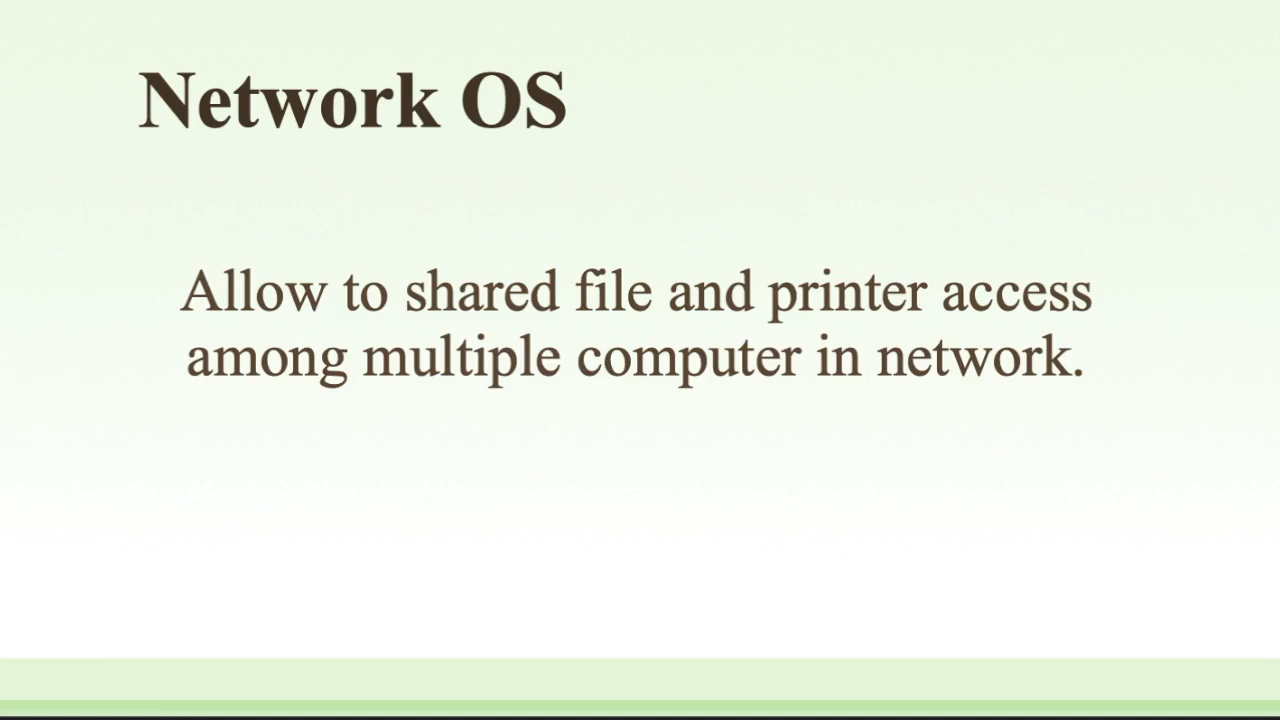 Network OS
Allow to shared file and printer access
among multiple computer in network.